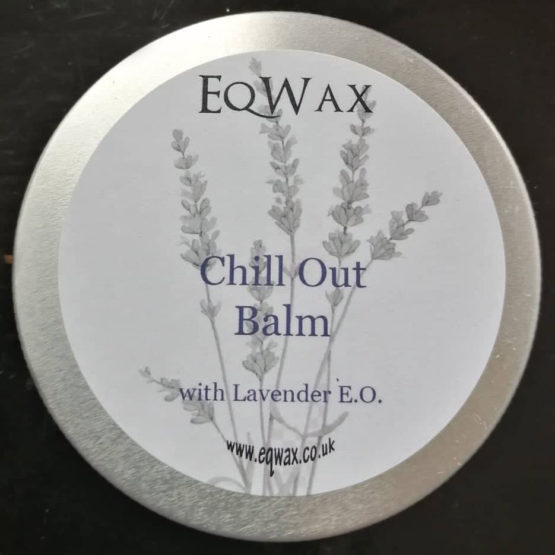 EQWAX
Chill Out
Balm
with Lavender E.O.
www.eqwax.co.uk